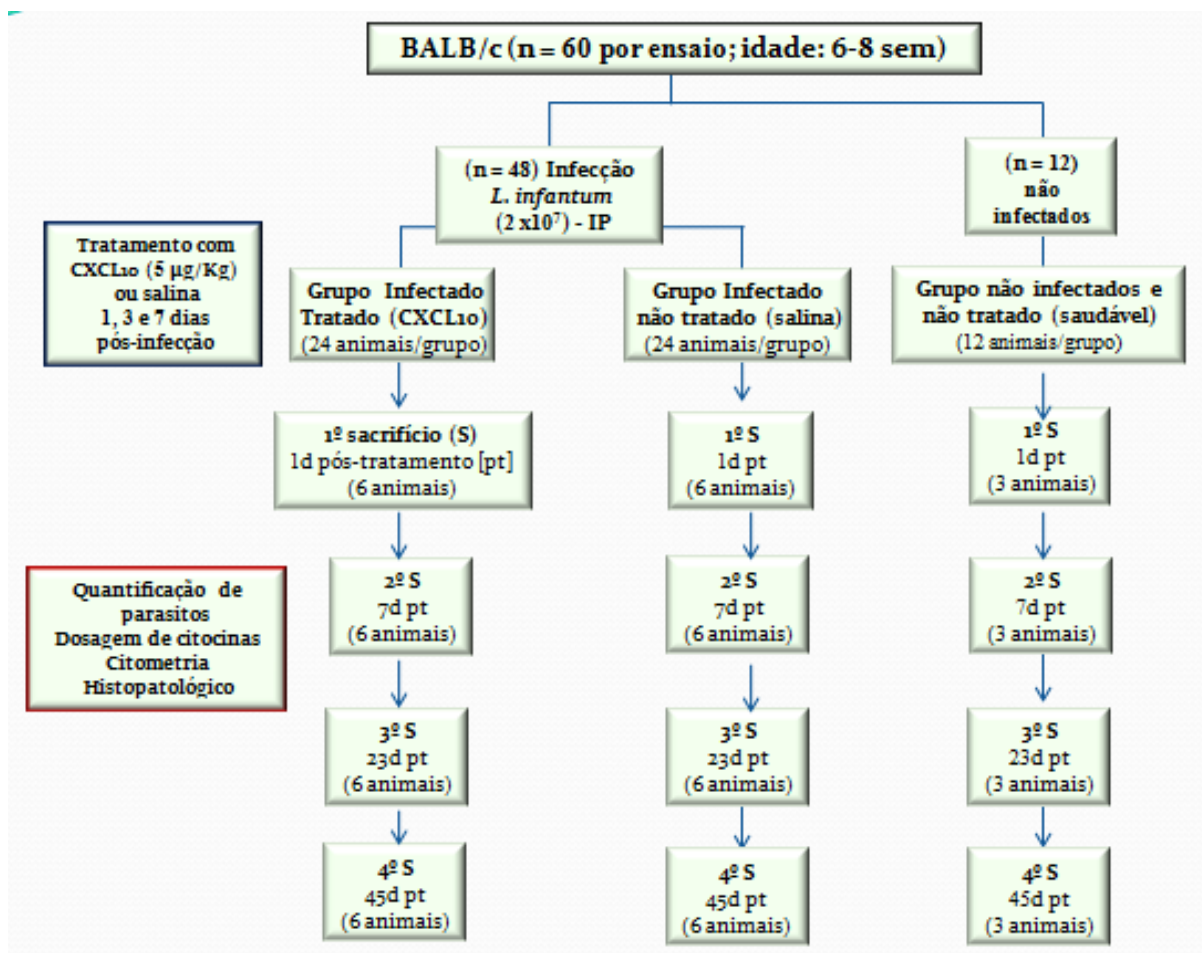 BALB/c (n = 60 por ensaio; idade: 6-8 sem)
(n = 48) Infecção
L. infantum
(2 x10⁷) - IP
(n = 12)
não
infectados
Tratamento com
CXCL10 (5 µg/Kg)
ou salina
1, 3 e 7 dias
pós-infecção
Grupo Infectado
Tratado (CXCL10)
(24 animais/grupo)
Grupo Infectado
não tratado (salina)
(24 animais/grupo)
Grupo não infectados e
não tratado (saudável)
(12 animais/grupo)
1º sacrifício (S)
1d pós-tratamento [pt]
(6 animais)
1º S
1d pt
(6 animais)
1º S
1d pt
(3 animais)
Quantificação de
parasitos
Dosagem de citocinas
Citometria
Histopatológico
2º S
7d pt
(6 animais)
2º S
7d pt
(6 animais)
2º S
7d pt
(3 animais)
3º S
23d pt
(6 animais)
3º S
23d pt
(6 animais)
3º S
23d pt
(3 animais)
4º S
45d pt
(6 animais)
4º S
45d pt
(6 animais)
4º S
45d pt
(3 animais)